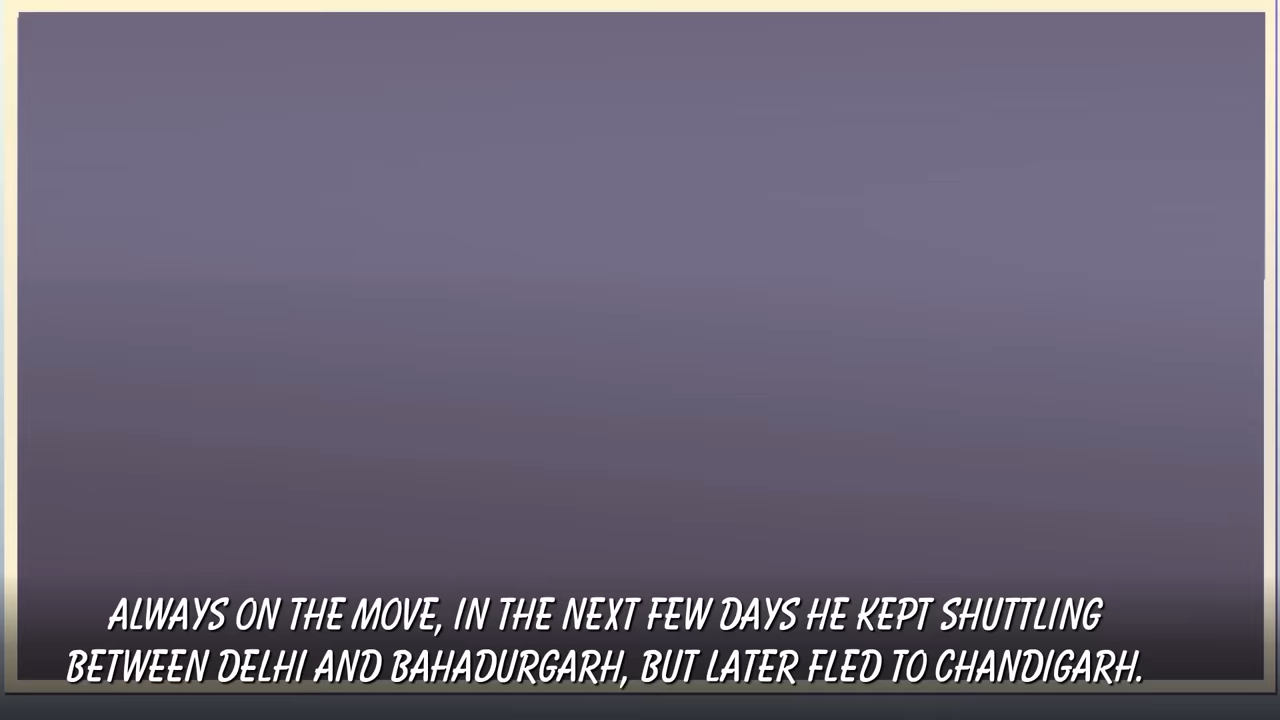 ALWAYS ON THE MOVE, IN THE NEXT FEW DAYS HE KEPT SHUTTLING
BETWEEN DELHI AND BAHADURGARH, BUT LATER FLED TO CHANDIGARH.